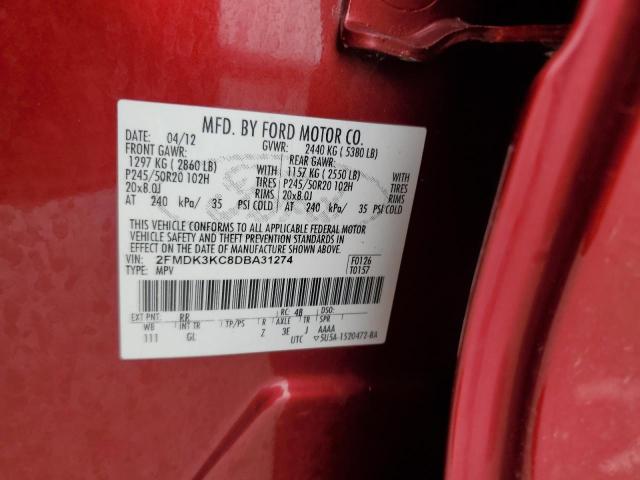 MFD. BY FORD MOTOR CO.
DATE: 04/12 GVWR: 2440 KG ( 5380 LB)
FRONT GAWR: REAR GAWR:
1297 KG ( 2860 LB) WITH 1157 KG ( 2550 LB) WITH
P245/50R20 102H TIRES P245/50R20 102H TIRES
20x8.0J RIMS 20x8.0J RIMS
AT 240 kPa/ 35 PSI COLD AT 240 kPa/ 35 PSI COLD
THIS VEHICLE CONFORMS TO ALL APPLICABLE FEDERAL MOTOR
VEHICLE SAFETY AND THEFT PREVENTION STANDARDS IN
EFFECT ON THE DATE OF MANUFACTURE SHOWN ABOVE.
VIN: 2FMDK3KC8DBA31274 F0126
TYPE: MPV T0157
EXT PNT: RR RC: 48 DSO:
WB INT TR TP/PS R AXLE TR SPR
111 GL Z 3E J AAAA
UTC ▽5U5A-1520472-BA
Ford